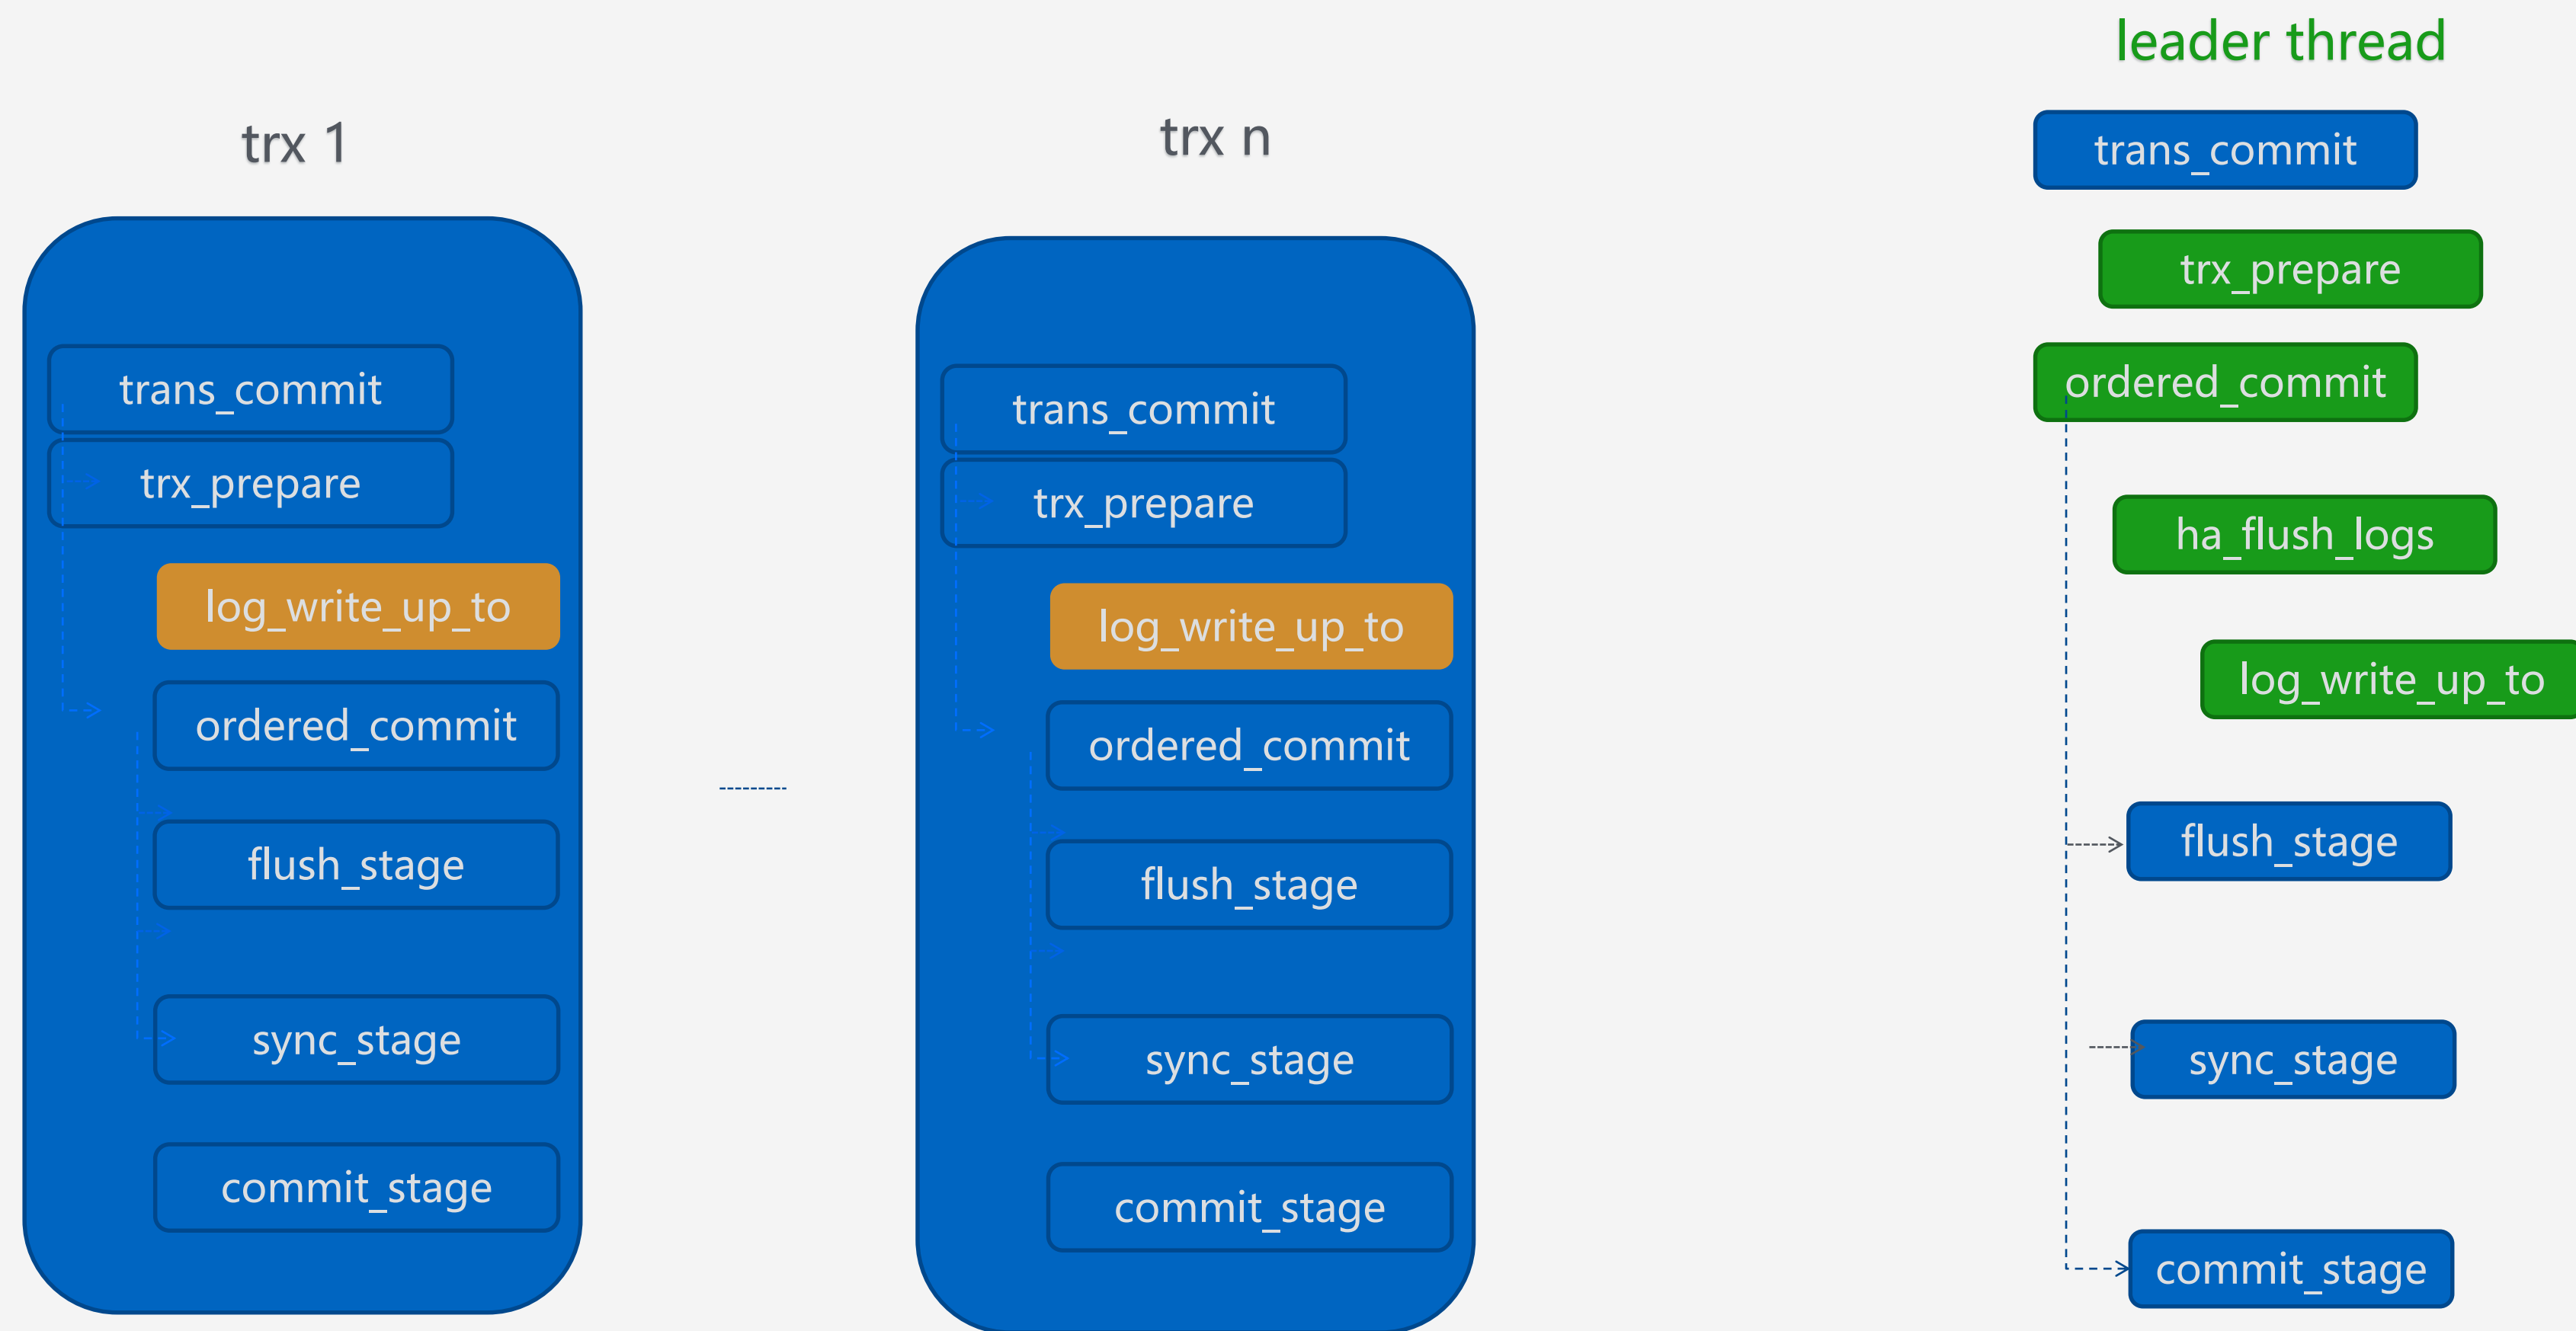 trx 1
trans_commit
trx_prepare
log_write_up_to
ordered_commit
flush_stage
sync_stage
commit_stage
trx n
trans_commit
trx_prepare
log_write_up_to
ordered_commit
flush_stage
sync_stage
commit_stage
leader thread
trans_commit
trx_prepare
ordered_commit
ha_flush_logs
log_write_up_to
flush_stage
sync_stage
commit_stage